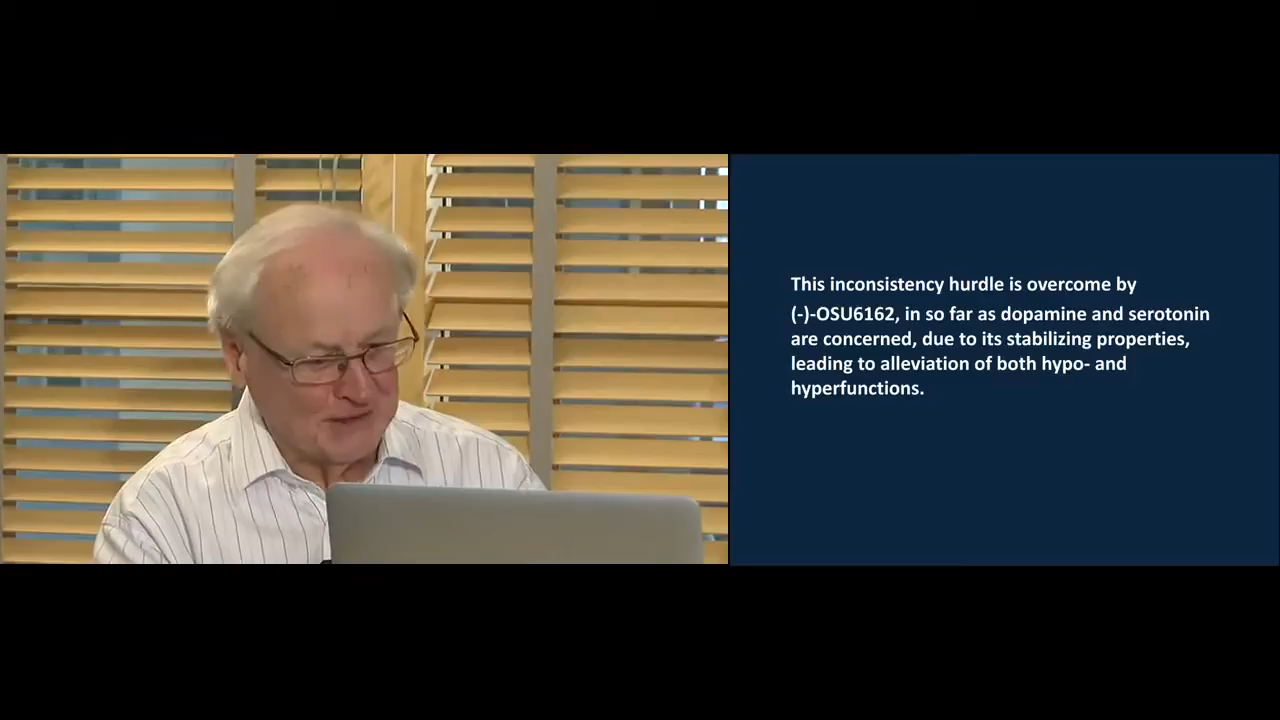 This inconsistency hurdle is overcome by
(-)-OSU6162, in so far as dopamine and serotonin
are concerned, due to its stabilizing properties,
leading to alleviation of both hypo- and
hyperfunctions.